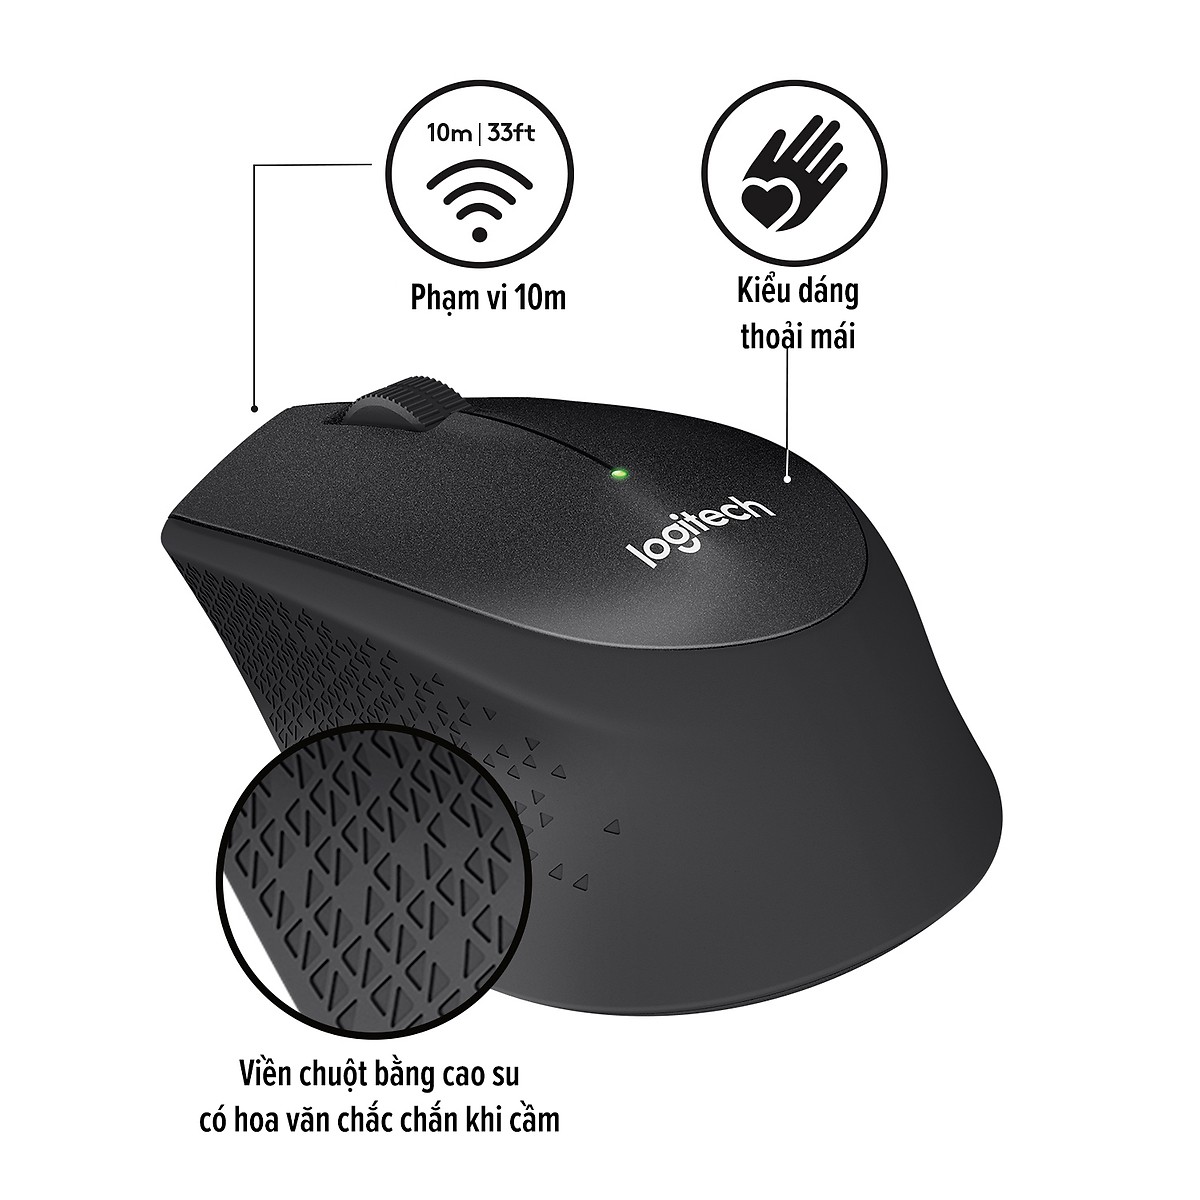 10m | 33ft
Phạm vi 10m
Kiểu dáng
thoải mái
logitech
Viền chuột bằng cao su
có hoa văn chắc chắn khi cầm